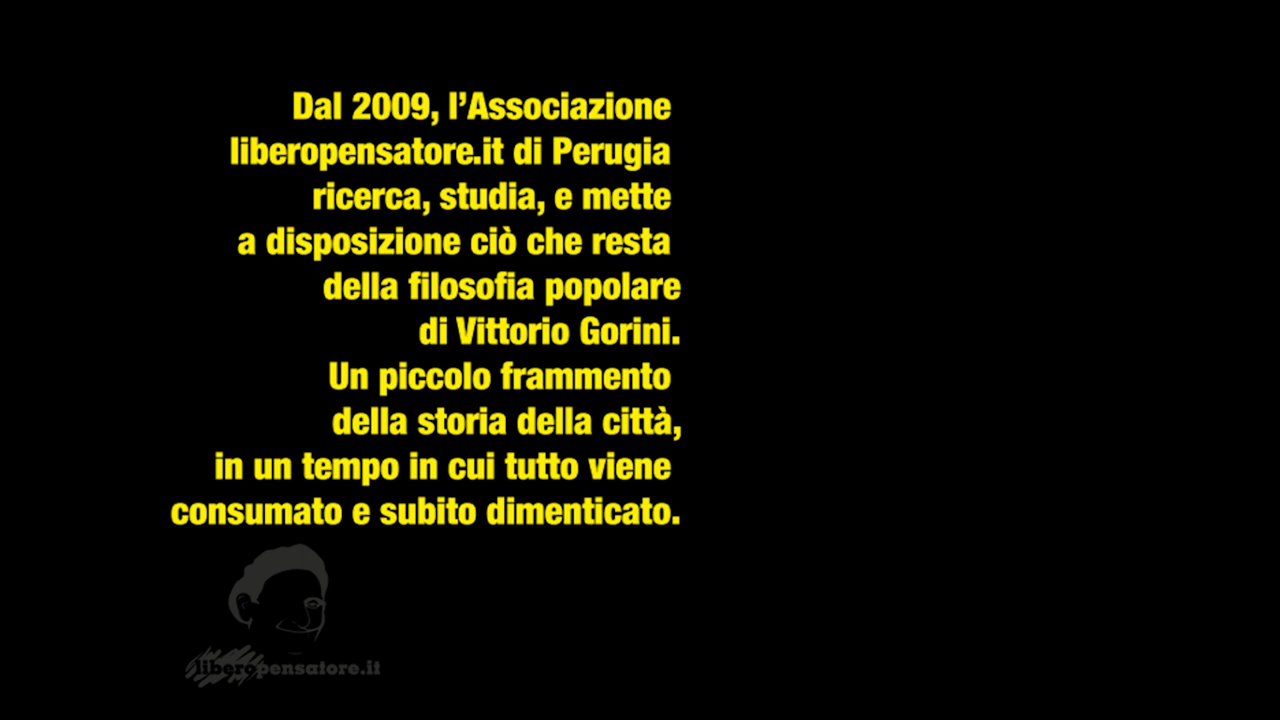 Dal 2009, l’Associazione
liberopensatore.it di Perugia
ricerca, studia, e mette
a disposizione ciò che resta
della filosofia popolare
di Vittorio Gorini.
Un piccolo frammento
della storia della città,
in un tempo in cui tutto viene
consumato e subito dimenticato.
liberopensatore.it